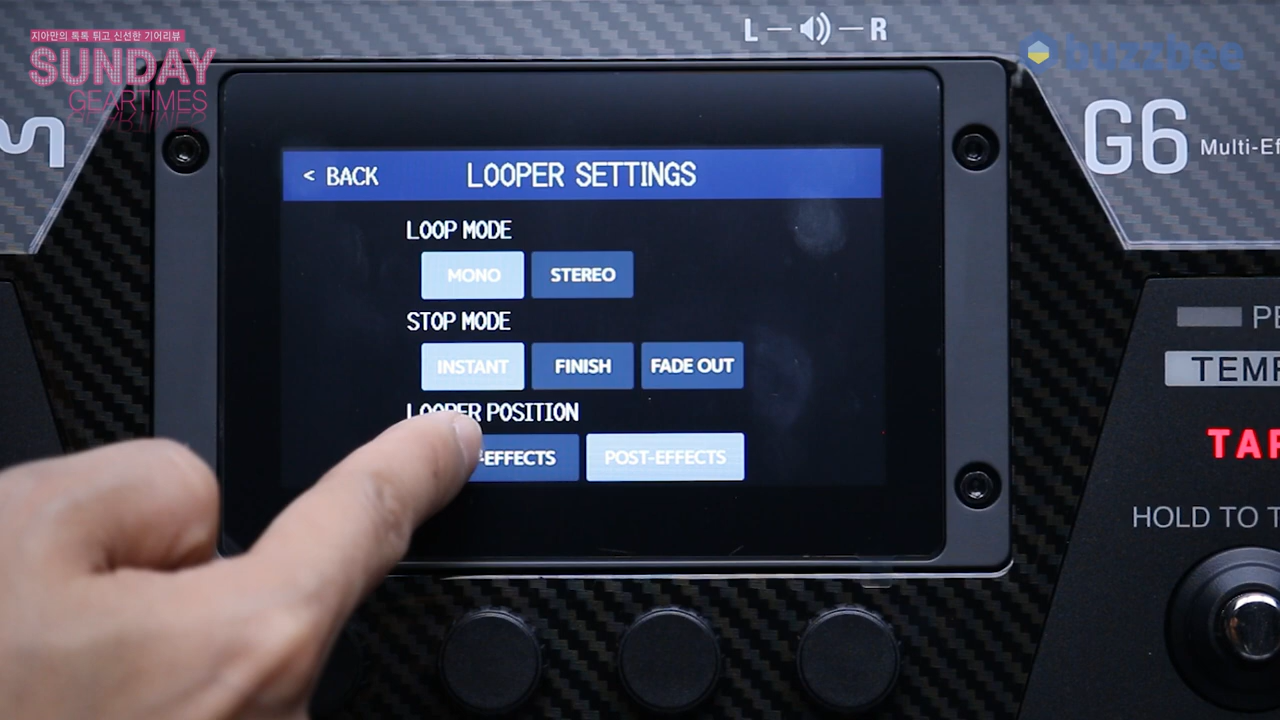 L R
지아만의 톡톡 튀고 신선한 기어리뷰
SUNDAY
GEARTIMES
buzzbee
G6 Multi-Ef
< BACK LOOPER SETTINGS
LOOP MODE
MONO STEREO
STOP MODE
INSTANT FINISH FADE OUT
LOOPER POSITION
-EFFECTS POST-EFFECTS
TEMP
TAP
HOLD TO T